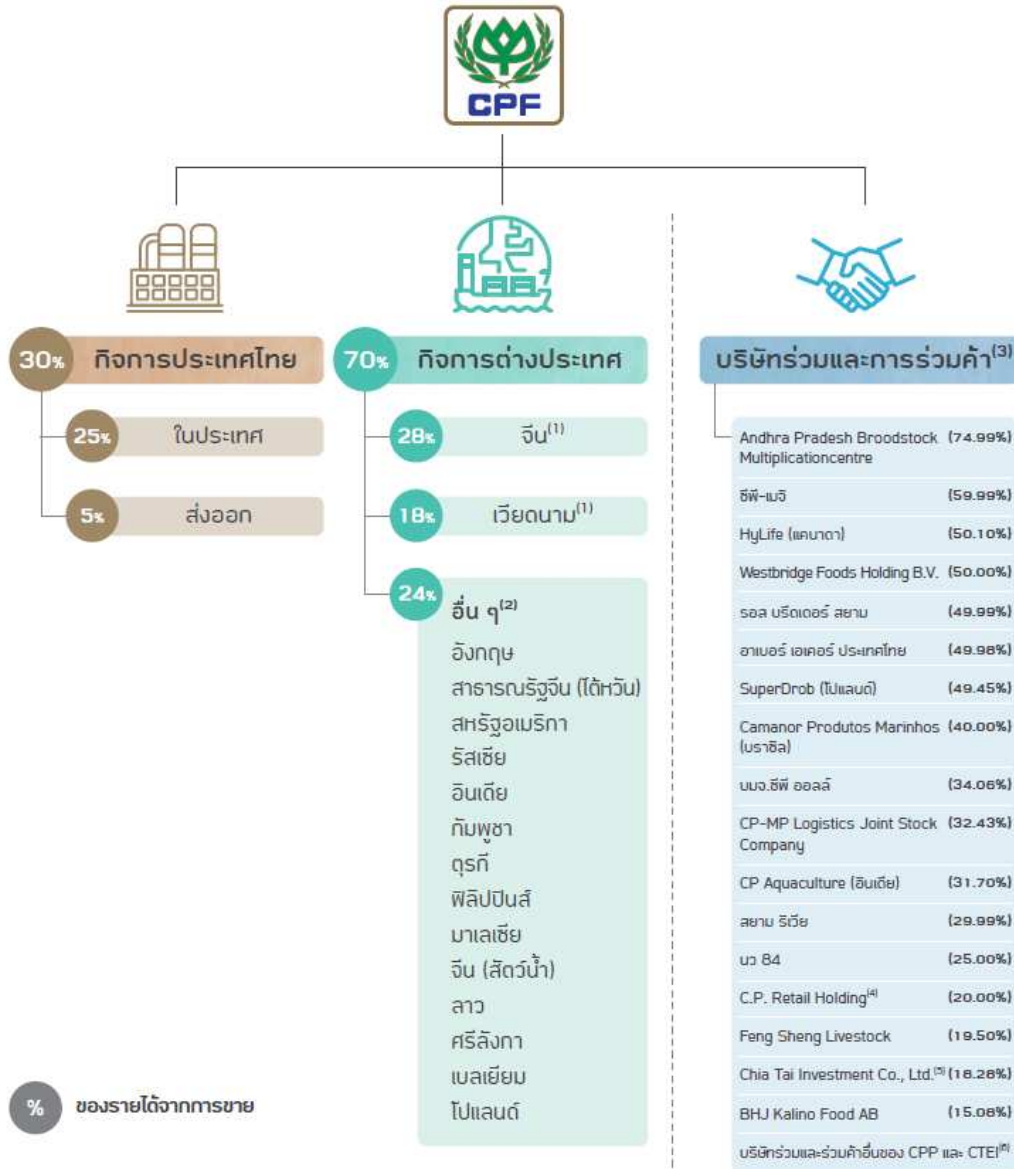 CPF
30% กิจการประเทศไทย
25% ในประเทศ
5% ส่งออก
70% กิจการต่างประเทศ
28% จีน(1)
18% เวียดนาม(1)
24% อื่น ๆ(2)
อังกฤษ
สาธารณรัฐจีน (ไต้หวัน)
สหรัฐอเมริกา
รัสเซีย
อินเดีย
กัมพูชา
ตุรกี
ฟิลิปปินส์
มาเลเซีย
จีน (สัตว์น้ำ)
ลาว
ศรีลังกา
เบลเยียม
โปแลนด์
บริษัทร่วมและการร่วมค้า(3)
Andhra Pradesh Broodstock (74.99%)
Multiplicationcentre
ซีพี-เมจิ (59.99%)
HyLife (แคนาดา) (50.10%)
Westbridge Foods Holding B.V. (50.00%)
รอส บรีดเดอร์ สยาม (49.99%)
อาเบอร์ เอเคอร์ ประเทศไทย (49.98%)
SuperDrob (โปแลนด์) (49.45%)
Camanor Produtos Marinhos (40.00%)
(บราซิล)
บมจ.ซีพี ออลล์ (34.06%)
CP-MP Logistics Joint Stock (32.43%)
Company
CP Aquaculture (อินเดีย) (31.70%)
สยาม ริเวีย (29.99%)
นว 84 (25.00%)
C.P. Retail Holding(4) (20.00%)
Feng Sheng Livestock (19.50%)
Chia Tai Investment Co., Ltd.(5) (18.28%)
BHJ Kalino Food AB (15.08%)
บริษัทร่วมและร่วมค้าอื่นของ CPP และ CTEI(6)
% ของรายได้จากการขาย